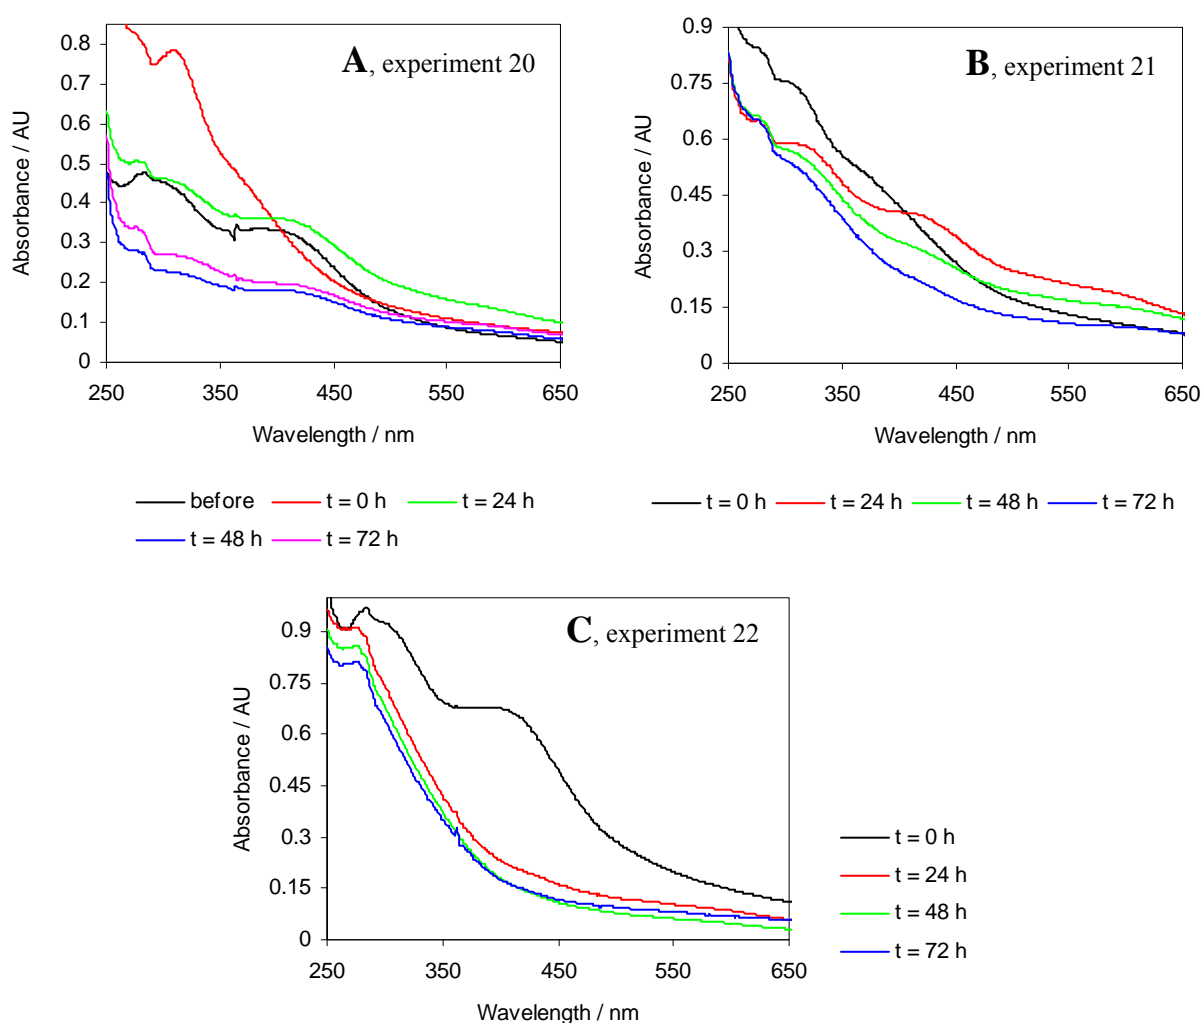 A, experiment 20
Absorbance / AU
0.8
0.7
0.6
0.5
0.4
0.3
0.2
0.1
0
250 350 450 550 650
Wavelength / nm
before t = 0 h t = 24 h
t = 48 h t = 72 h
B, experiment 21
Absorbance / AU
0.9
0.75
0.6
0.45
0.3
0.15
0
250 350 450 550 650
Wavelength / nm
t = 0 h t = 24 h t = 48 h t = 72 h
C, experiment 22
Absorbance / AU
0.9
0.75
0.6
0.45
0.3
0.15
0
250 350 450 550 650
Wavelength / nm
t = 0 h
t = 24 h
t = 48 h
t = 72 h